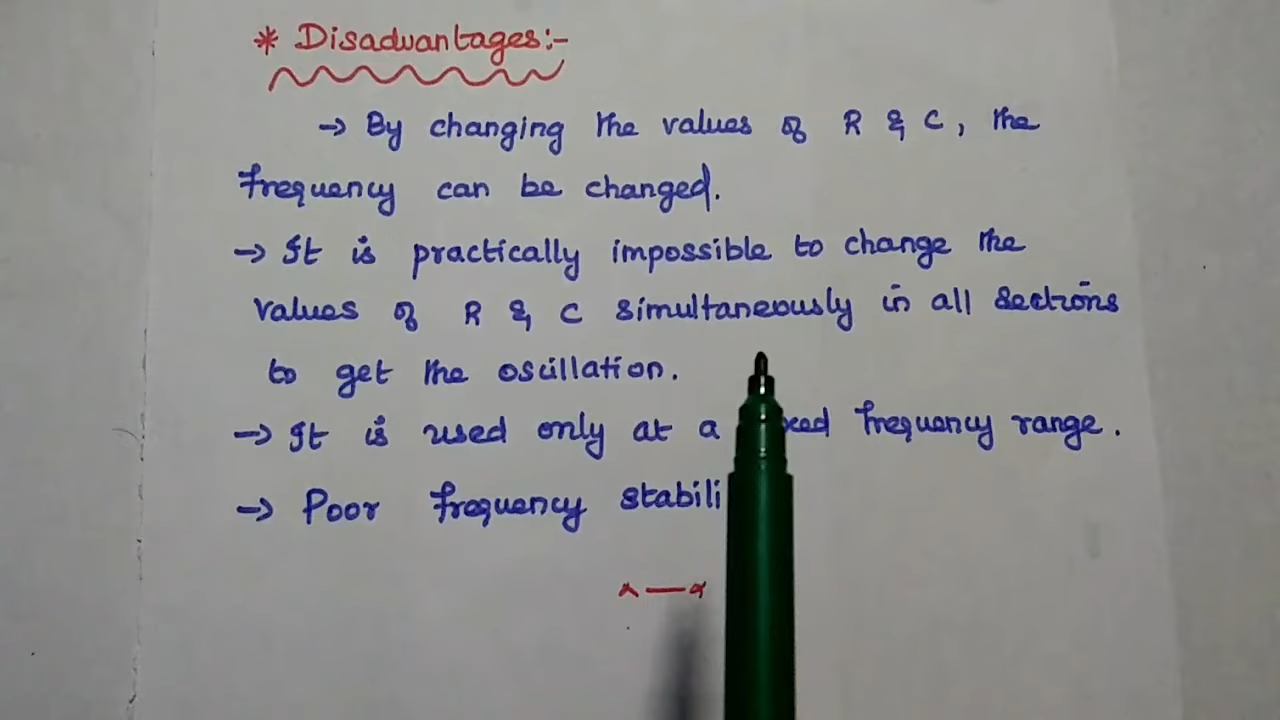 * Disadvantages:-
→ By changing the values of R & C, the
frequency can be changed.
→ It is practically impossible to change the
values of R & C simultaneously in all sections
to get the oscillation.
→ It is used only at a frequency range.
→ Poor frequency stabili